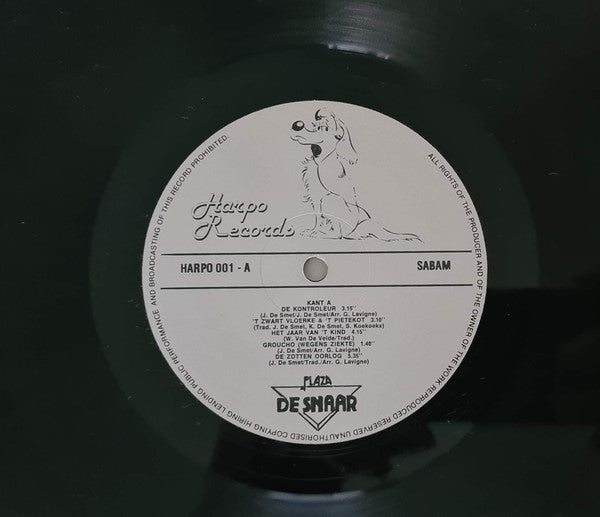 Harpo
Records
HARPO 001 - A
SABAM
KANT A
DE KONTROLEUR 3.15''
(J. De Smet/J. De Smet/Arr. G. Lavigne)
'T ZWART VLOERKE & 'T PIETEKOT 3.10''
(Trad. J. De Smet, K. De Smet, S. Koekoekx)
HET JAAR VAN 'T KIND 4.15''
(W. Van De Velde/Trad.)
GROUCHO (WEGENS ZIEKTE) 1.40''
(J. De Smet/Arr. G. Lavigne)
DE ZOTTEN OORLOG 5.35''
(J. De Smet/Trad./Arr. G. Lavigne)
PLAZA
DE SNAAR
ALL RIGHTS OF THE PRODUCER AND OF THE OWNER OF THE WORK REPRODUCED RESERVED UNAUTHORISED COPYING HIRING LENDING PUBLIC PERFORMANCE AND BROADCASTING OF THIS RECORD PROHIBITED.